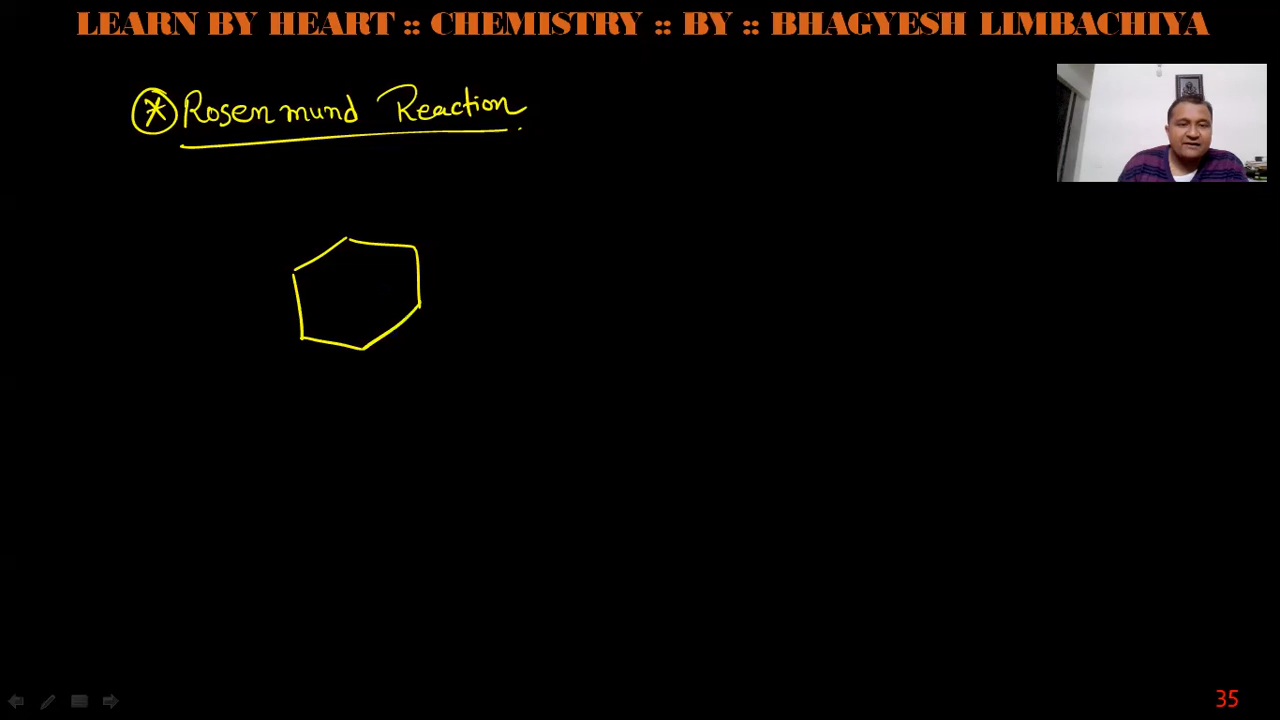 LEARN BY HEART :: CHEMISTRY :: BY :: BHAGYESH LIMBACHIYA
* Rosenmund Reaction.
35